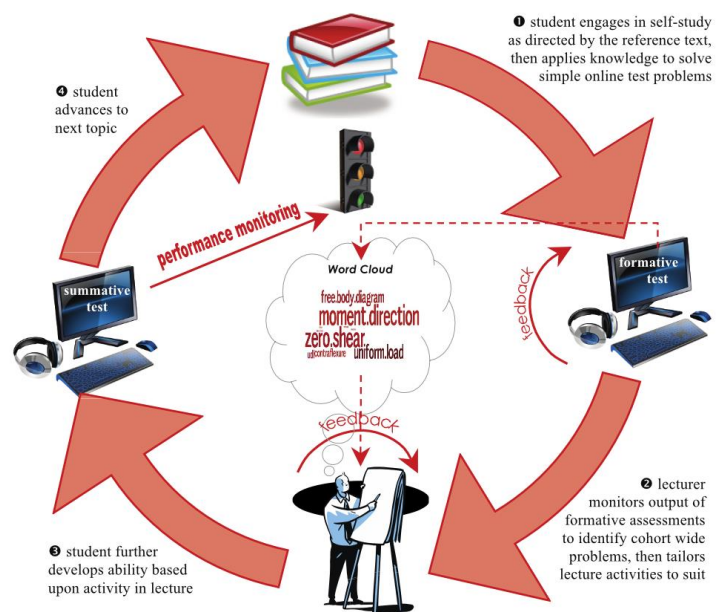 ❶ student engages in self-study
as directed by the reference text,
then applies knowledge to solve
simple online test problems
❹ student
advances to
next topic
performance monitoring
summative
test
formative
test
feedback
Word Cloud
free.body.diagram
moment.direction
zero.shear
udl contraflexure uniform.load
feedback
❷ lecturer
monitors output of
formative assessments
to identify cohort wide
problems, then tailors
lecture activities to suit
❸ student further
develops ability based
upon activity in lecture